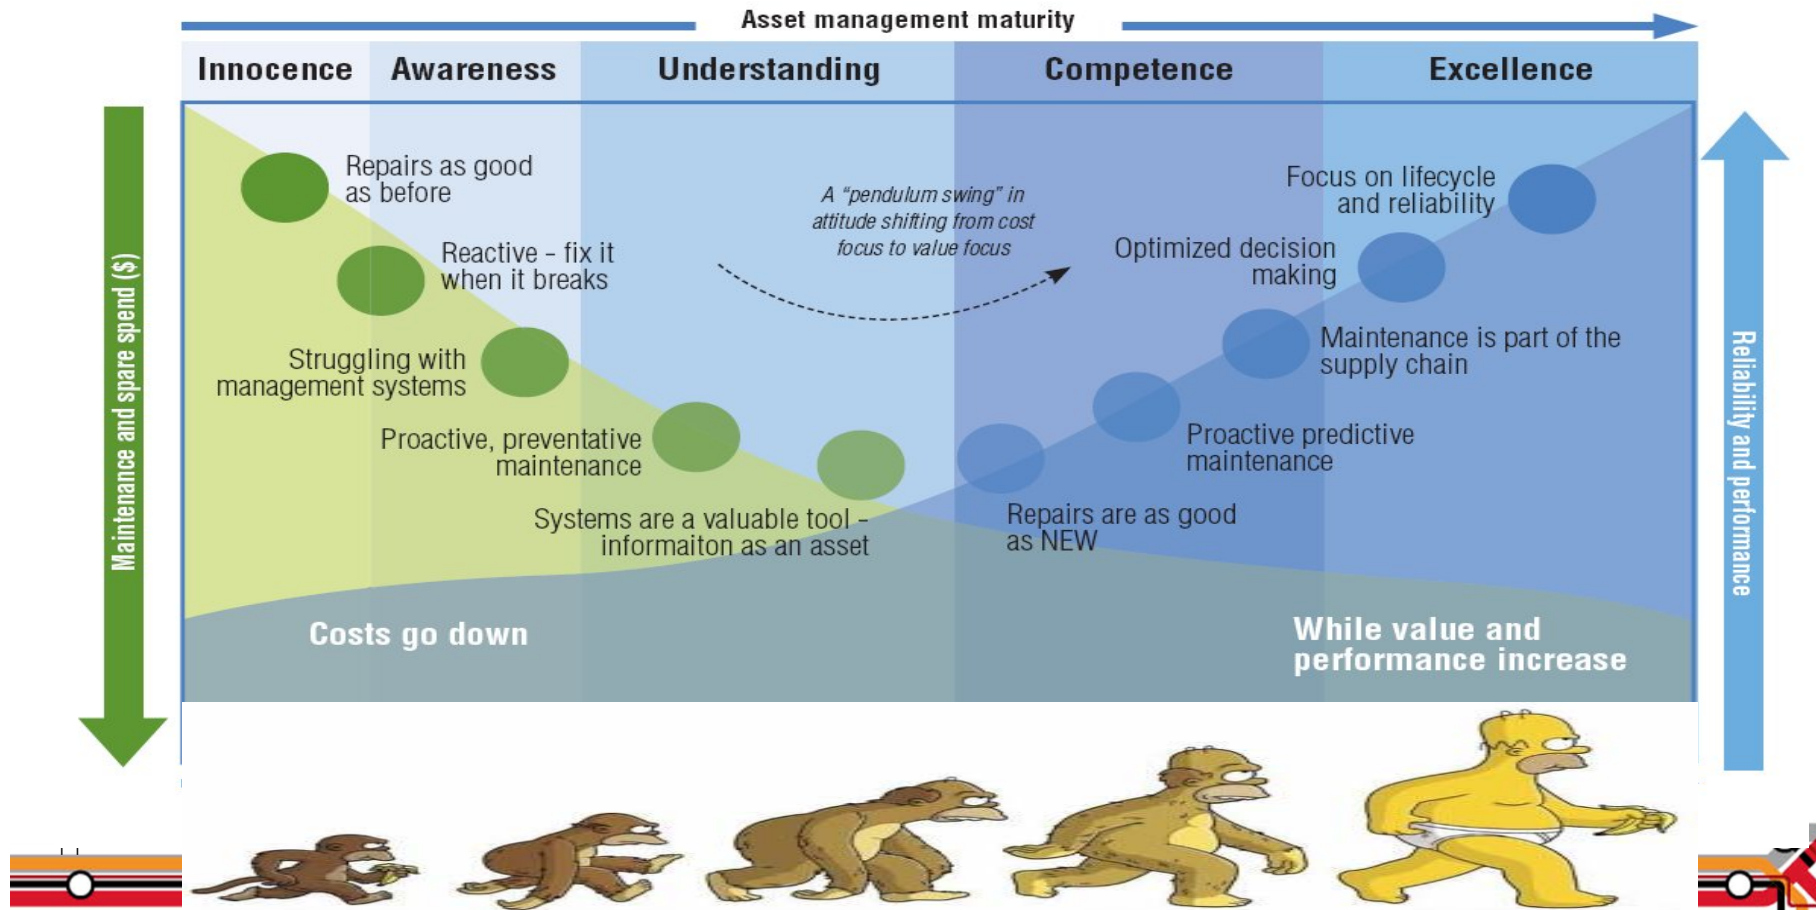 Asset management maturity
Innocence
Awareness
Understanding
Competence
Excellence
Maintenance and spare spend ($)
Reliability and performance
Repairs as good
as before
Reactive - fix it
when it breaks
Struggling with
management systems
Proactive, preventative
maintenance
Systems are a valuable tool -
informaiton as an asset
A “pendulum swing” in
attitude shifting from cost
focus to value focus
Repairs are as good
as NEW
Proactive predictive
maintenance
Maintenance is part of the
supply chain
Optimized decision
making
Focus on lifecycle
and reliability
Costs go down
While value and
performance increase